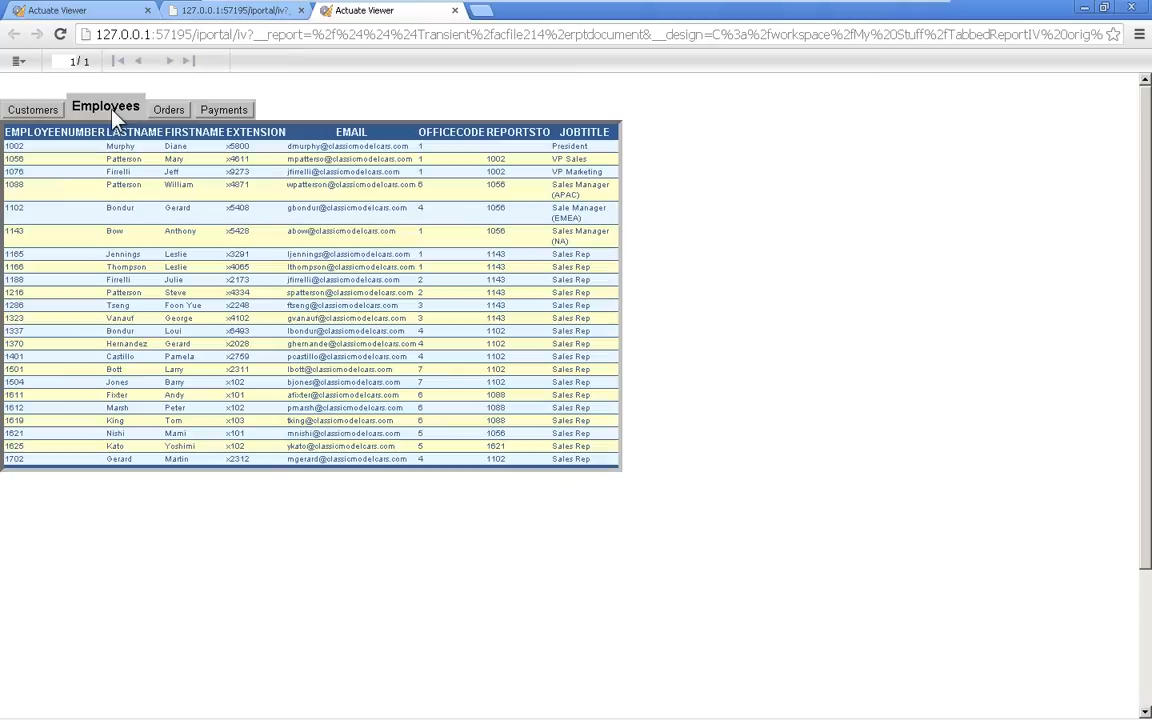 Actuate Viewer
127.0.0.1:57195/iportal/iv?_
Actuate Viewer
127.0.0.1:57195/iportal/iv?__report=%2f%24%24%24Transient%2facfile214%2erptdocument&__design=C%3a%2fworkspace%2fMy%20Stuff%2fTabbedReportIV%20orig%
1/ 1
Customers Employees Orders Payments
EMPLOYEENUMBER LASTNAME FIRSTNAME EXTENSION EMAIL OFFICECODE REPORTSTO JOBTITLE
1002 Murphy Diane x5800 dmurphy@classicmodelcars.com 1 President
1056 Patterson Mary x4611 mpatterso@classicmodelcars.com 1 1002 VP Sales
1076 Firrelli Jeff x9273 jfirrelli@classicmodelcars.com 1 1002 VP Marketing
1088 Patterson William x4871 wpatterson@classicmodelcars.com 6 1056 Sales Manager
(APAC)
1102 Bondur Gerard x5408 gbondur@classicmodelcars.com 4 1056 Sale Manager
(EMEA)
1143 Bow Anthony x5428 abow@classicmodelcars.com 1 1056 Sales Manager
(NA)
1165 Jennings Leslie x3291 ljennings@classicmodelcars.com 1 1143 Sales Rep
1166 Thompson Leslie x4065 lthompson@classicmodelcars.com 1 1143 Sales Rep
1188 Firrelli Julie x2173 jfirrelli@classicmodelcars.com 2 1143 Sales Rep
1216 Patterson Steve x4334 spatterson@classicmodelcars.com 2 1143 Sales Rep
1286 Tseng Foon Yue x2248 ftseng@classicmodelcars.com 3 1143 Sales Rep
1323 Vanauf George x4102 gvanauf@classicmodelcars.com 3 1143 Sales Rep
1337 Bondur Loui x6493 lbondur@classicmodelcars.com 4 1102 Sales Rep
1370 Hernandez Gerard x2028 ghernande@classicmodelcars.com 4 1102 Sales Rep
1401 Castillo Pamela x2759 pcastillo@classicmodelcars.com 4 1102 Sales Rep
1501 Bott Larry x2311 lbott@classicmodelcars.com 7 1102 Sales Rep
1504 Jones Barry x102 bjones@classicmodelcars.com 7 1102 Sales Rep
1611 Fixter Andy x101 afixter@classicmodelcars.com 6 1088 Sales Rep
1612 Marsh Peter x102 pmarsh@classicmodelcars.com 6 1088 Sales Rep
1619 King Tom x103 tking@classicmodelcars.com 6 1088 Sales Rep
1621 Nishi Mami x101 mnishi@classicmodelcars.com 5 1056 Sales Rep
1625 Kato Yoshimi x102 ykato@classicmodelcars.com 5 1621 Sales Rep
1702 Gerard Martin x2312 mgerard@classicmodelcars.com 4 1102 Sales Rep